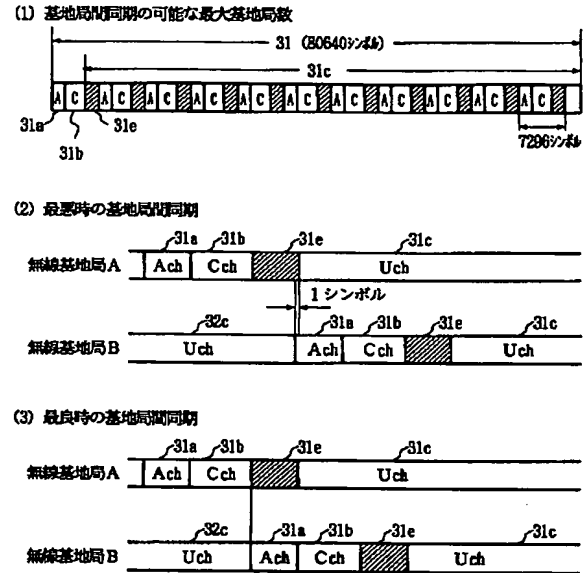 (1) 基地局間同期の可能な最大基地局数
31 (80640シンボル)
31c
A C A C A C A C A C A C A C A C A C A C A C A C A C
31a
31b
31e
7296シンボル
(2) 最悪時の基地局間同期
31a 31b 31e 31c
無線基地局A Ach Cch Uch
1 シンボル
32c 31a 31b 31e 31c
無線基地局B Uch Ach Cch Uch
(3) 最良時の基地局間同期
31a 31b 31e 31c
無線基地局A Ach Cch Uch
32c 31a 31b 31e 31c
無線基地局B Uch Ach Cch Uch